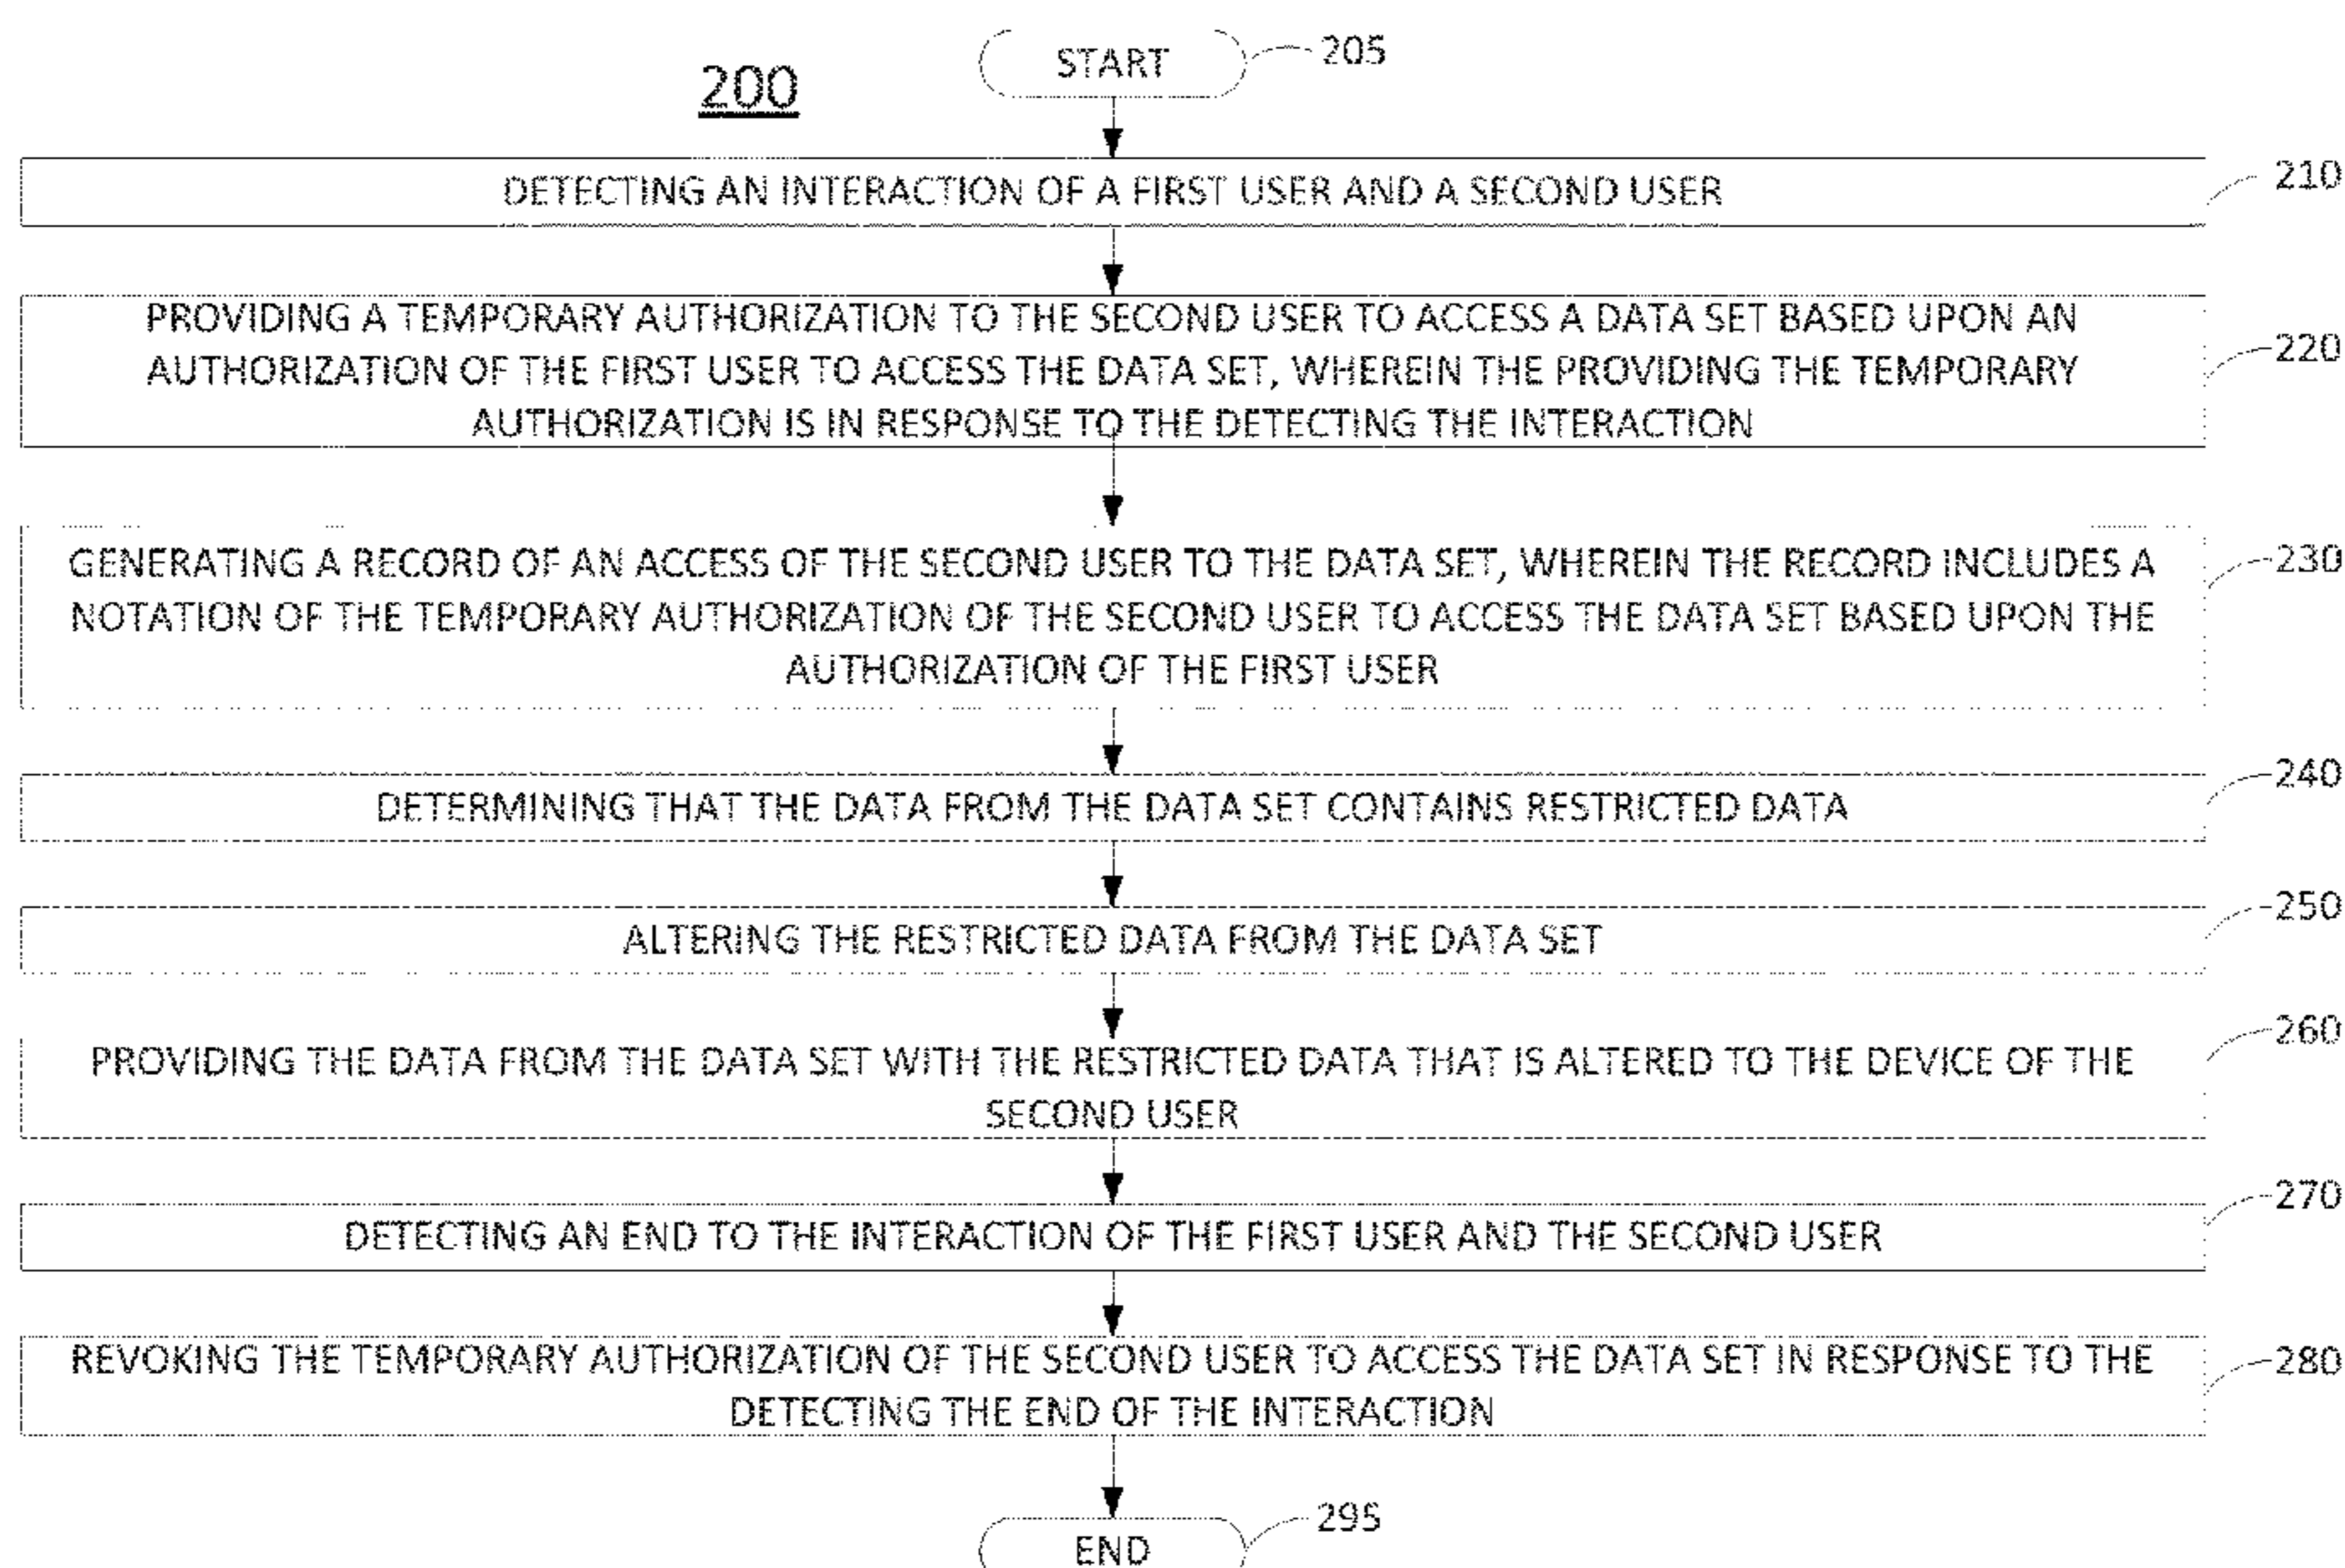 START
205
200
DETECTING AN INTERACTION OF A FIRST USER AND A SECOND USER
210
PROVIDING A TEMPORARY AUTHORIZATION TO THE SECOND USER TO ACCESS A DATA SET BASED UPON AN
AUTHORIZATION OF THE FIRST USER TO ACCESS THE DATA SET, WHEREIN THE PROVIDING THE TEMPORARY
AUTHORIZATION IS IN RESPONSE TO THE DETECTING THE INTERACTION
220
GENERATING A RECORD OF AN ACCESS OF THE SECOND USER TO THE DATA SET, WHEREIN THE RECORD INCLUDES A
NOTATION OF THE TEMPORARY AUTHORIZATION OF THE SECOND USER TO ACCESS THE DATA SET BASED UPON THE
AUTHORIZATION OF THE FIRST USER
230
DETERMINING THAT THE DATA FROM THE DATA SET CONTAINS RESTRICTED DATA
240
ALTERING THE RESTRICTED DATA FROM THE DATA SET
250
PROVIDING THE DATA FROM THE DATA SET WITH THE RESTRICTED DATA THAT IS ALTERED TO THE DEVICE OF THE
SECOND USER
260
DETECTING AN END TO THE INTERACTION OF THE FIRST USER AND THE SECOND USER
270
REVOKING THE TEMPORARY AUTHORIZATION OF THE SECOND USER TO ACCESS THE DATA SET IN RESPONSE TO THE
DETECTING THE END OF THE INTERACTION
280
END
295